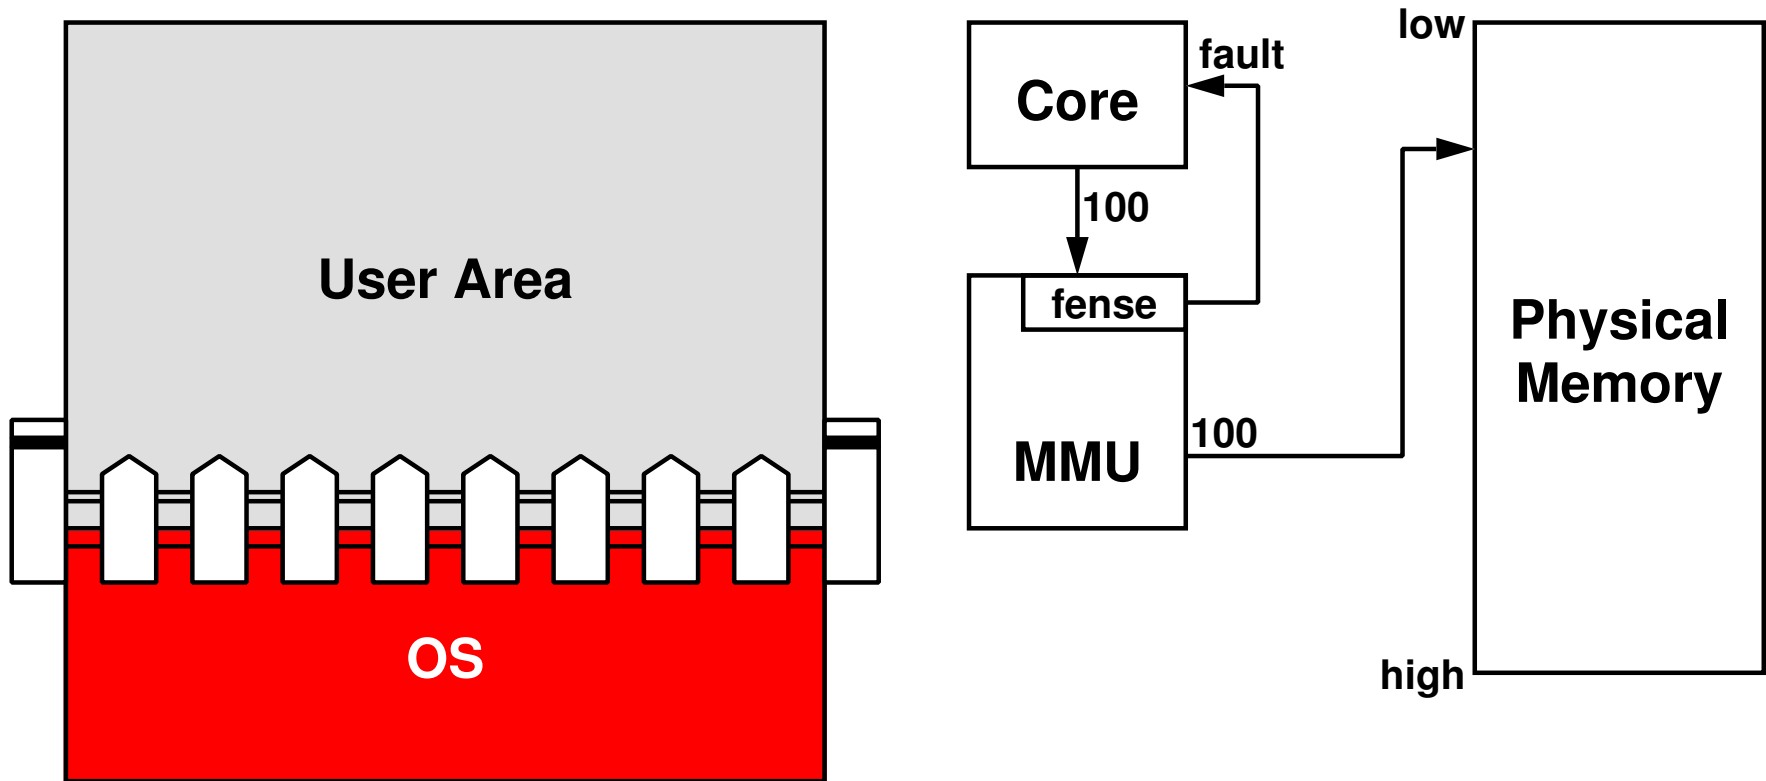 User Area
OS
Core
fault
100
fense
MMU
100
low
Physical
Memory
high